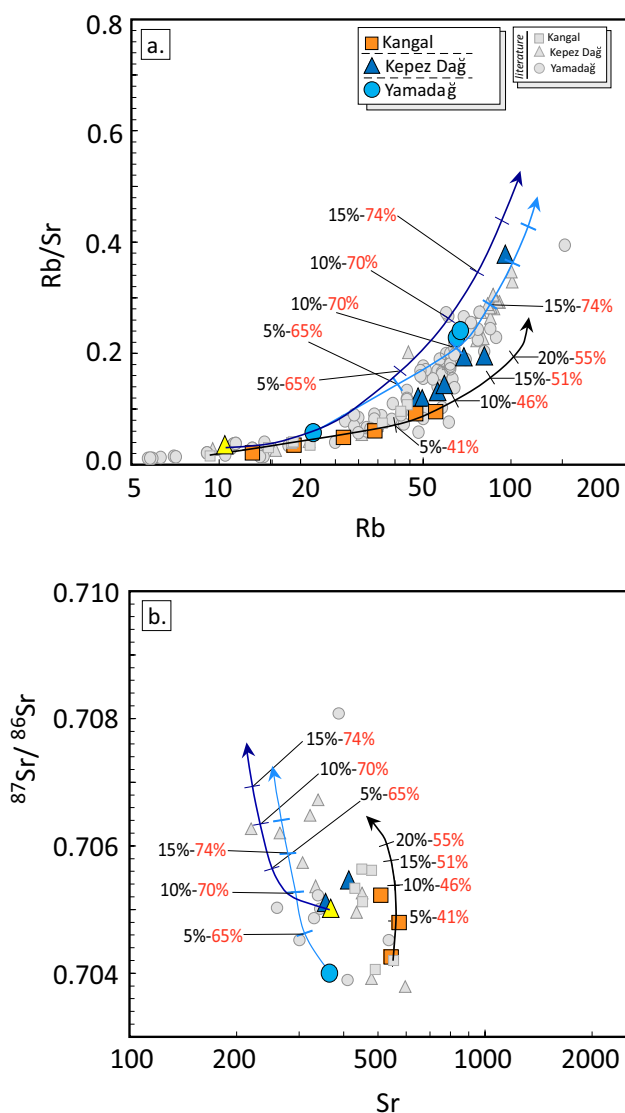 a.
Kangal
Kepez Dağ
Yamadağ
literature
Kangal
Kepez Dağ
Yamadağ
0.8
0.6
0.4
0.2
0.0
Rb/Sr
15%-74%
10%-70%
10%-70%
5%-65%
5%-65%
15%-74%
20%-55%
15%-51%
10%-46%
5%-41%
5 10 20 50 100 200
Rb
b.
0.710
0.708
0.706
0.704
87Sr/ 86Sr
15%-74%
10%-70%
5%-65%
15%-74%
10%-70%
5%-65%
20%-55%
15%-51%
10%-46%
5%-41%
100 200 500 1000 2000
Sr